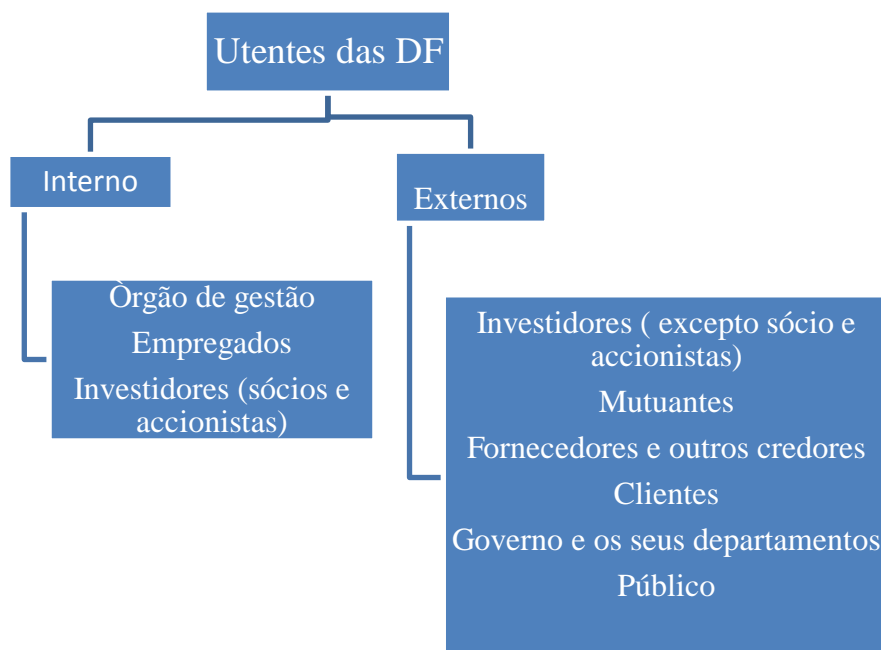 Utentes das DF
Interno
Externos
Òrgão de gestão
Empregados
Investidores (sócios e
accionistas)
Investidores ( excepto sócio e
accionistas)
Mutuantes
Fornecedores e outros credores
Clientes
Governo e os seus departamentos
Público